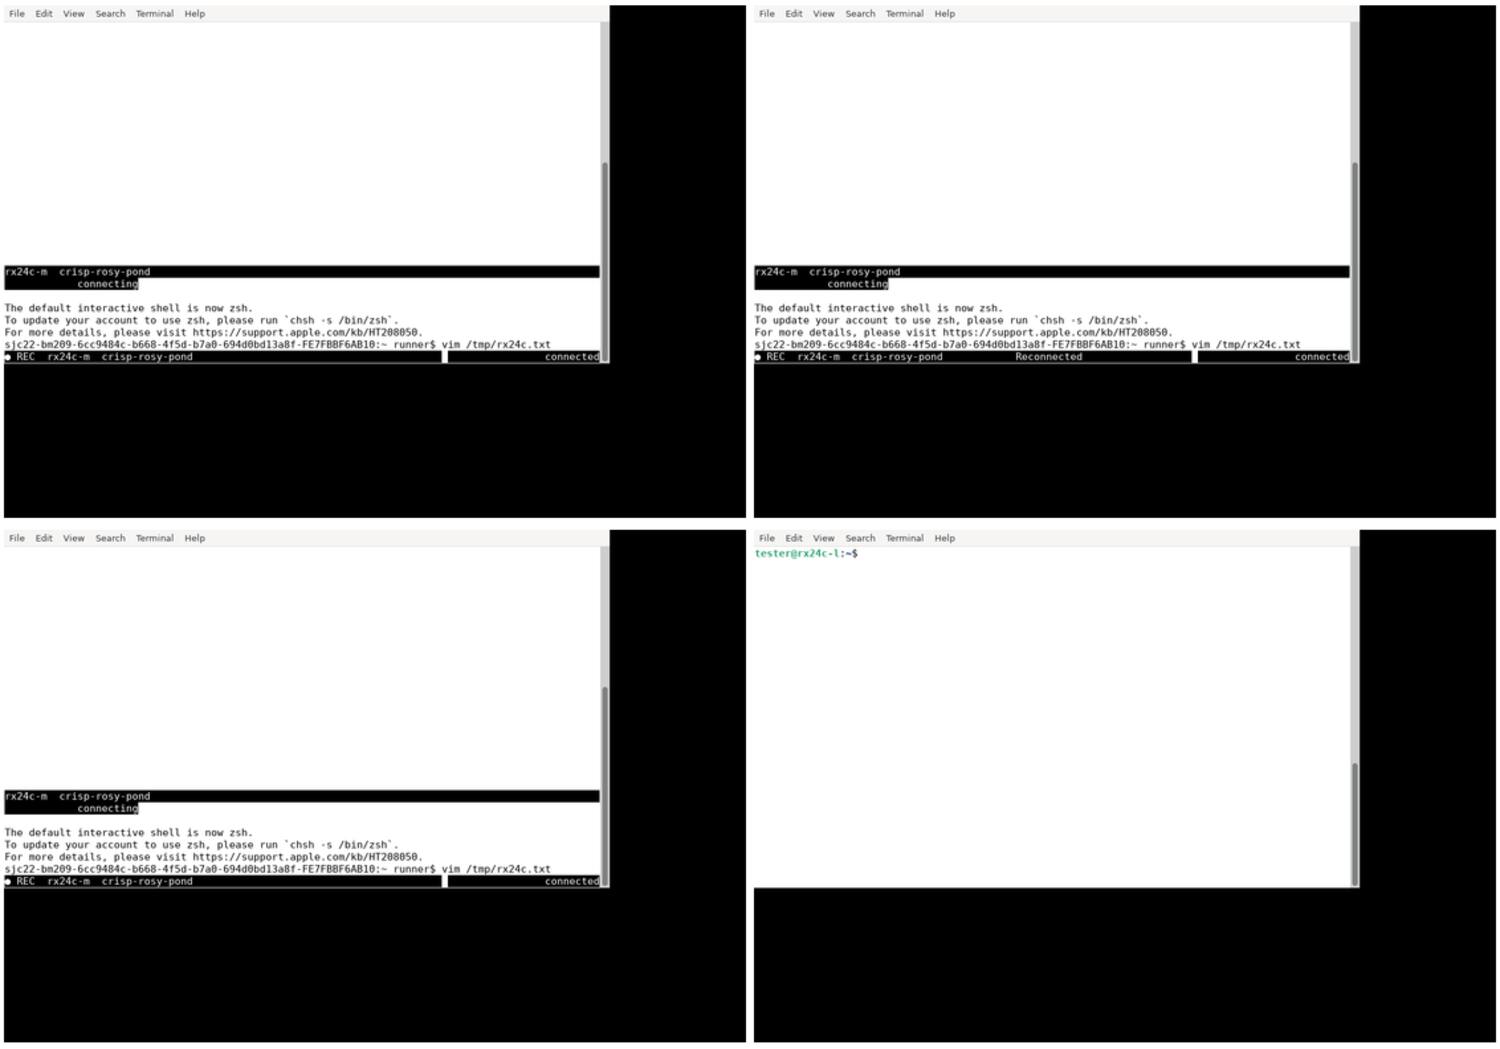 File Edit View Search Terminal Help
rx24c-m crisp-rosy-pond
connecting
The default interactive shell is now zsh.
To update your account to use zsh, please run `chsh -s /bin/zsh`.
For more details, please visit https://support.apple.com/kb/HT208050.
sjc22-bm209-6cc9484c-b668-4f5d-b7a0-694d0bd13a8f-FE7FBBF6AB10:~ runner$ vim /tmp/rx24c.txt
● REC rx24c-m crisp-rosy-pond connected
File Edit View Search Terminal Help
rx24c-m crisp-rosy-pond
connecting
The default interactive shell is now zsh.
To update your account to use zsh, please run `chsh -s /bin/zsh`.
For more details, please visit https://support.apple.com/kb/HT208050.
sjc22-bm209-6cc9484c-b668-4f5d-b7a0-694d0bd13a8f-FE7FBBF6AB10:~ runner$ vim /tmp/rx24c.txt
● REC rx24c-m crisp-rosy-pond Reconnected connected
File Edit View Search Terminal Help
rx24c-m crisp-rosy-pond
connecting
The default interactive shell is now zsh.
To update your account to use zsh, please run `chsh -s /bin/zsh`.
For more details, please visit https://support.apple.com/kb/HT208050.
sjc22-bm209-6cc9484c-b668-4f5d-b7a0-694d0bd13a8f-FE7FBBF6AB10:~ runner$ vim /tmp/rx24c.txt
● REC rx24c-m crisp-rosy-pond connected
File Edit View Search Terminal Help
tester@rx24c-l:~$